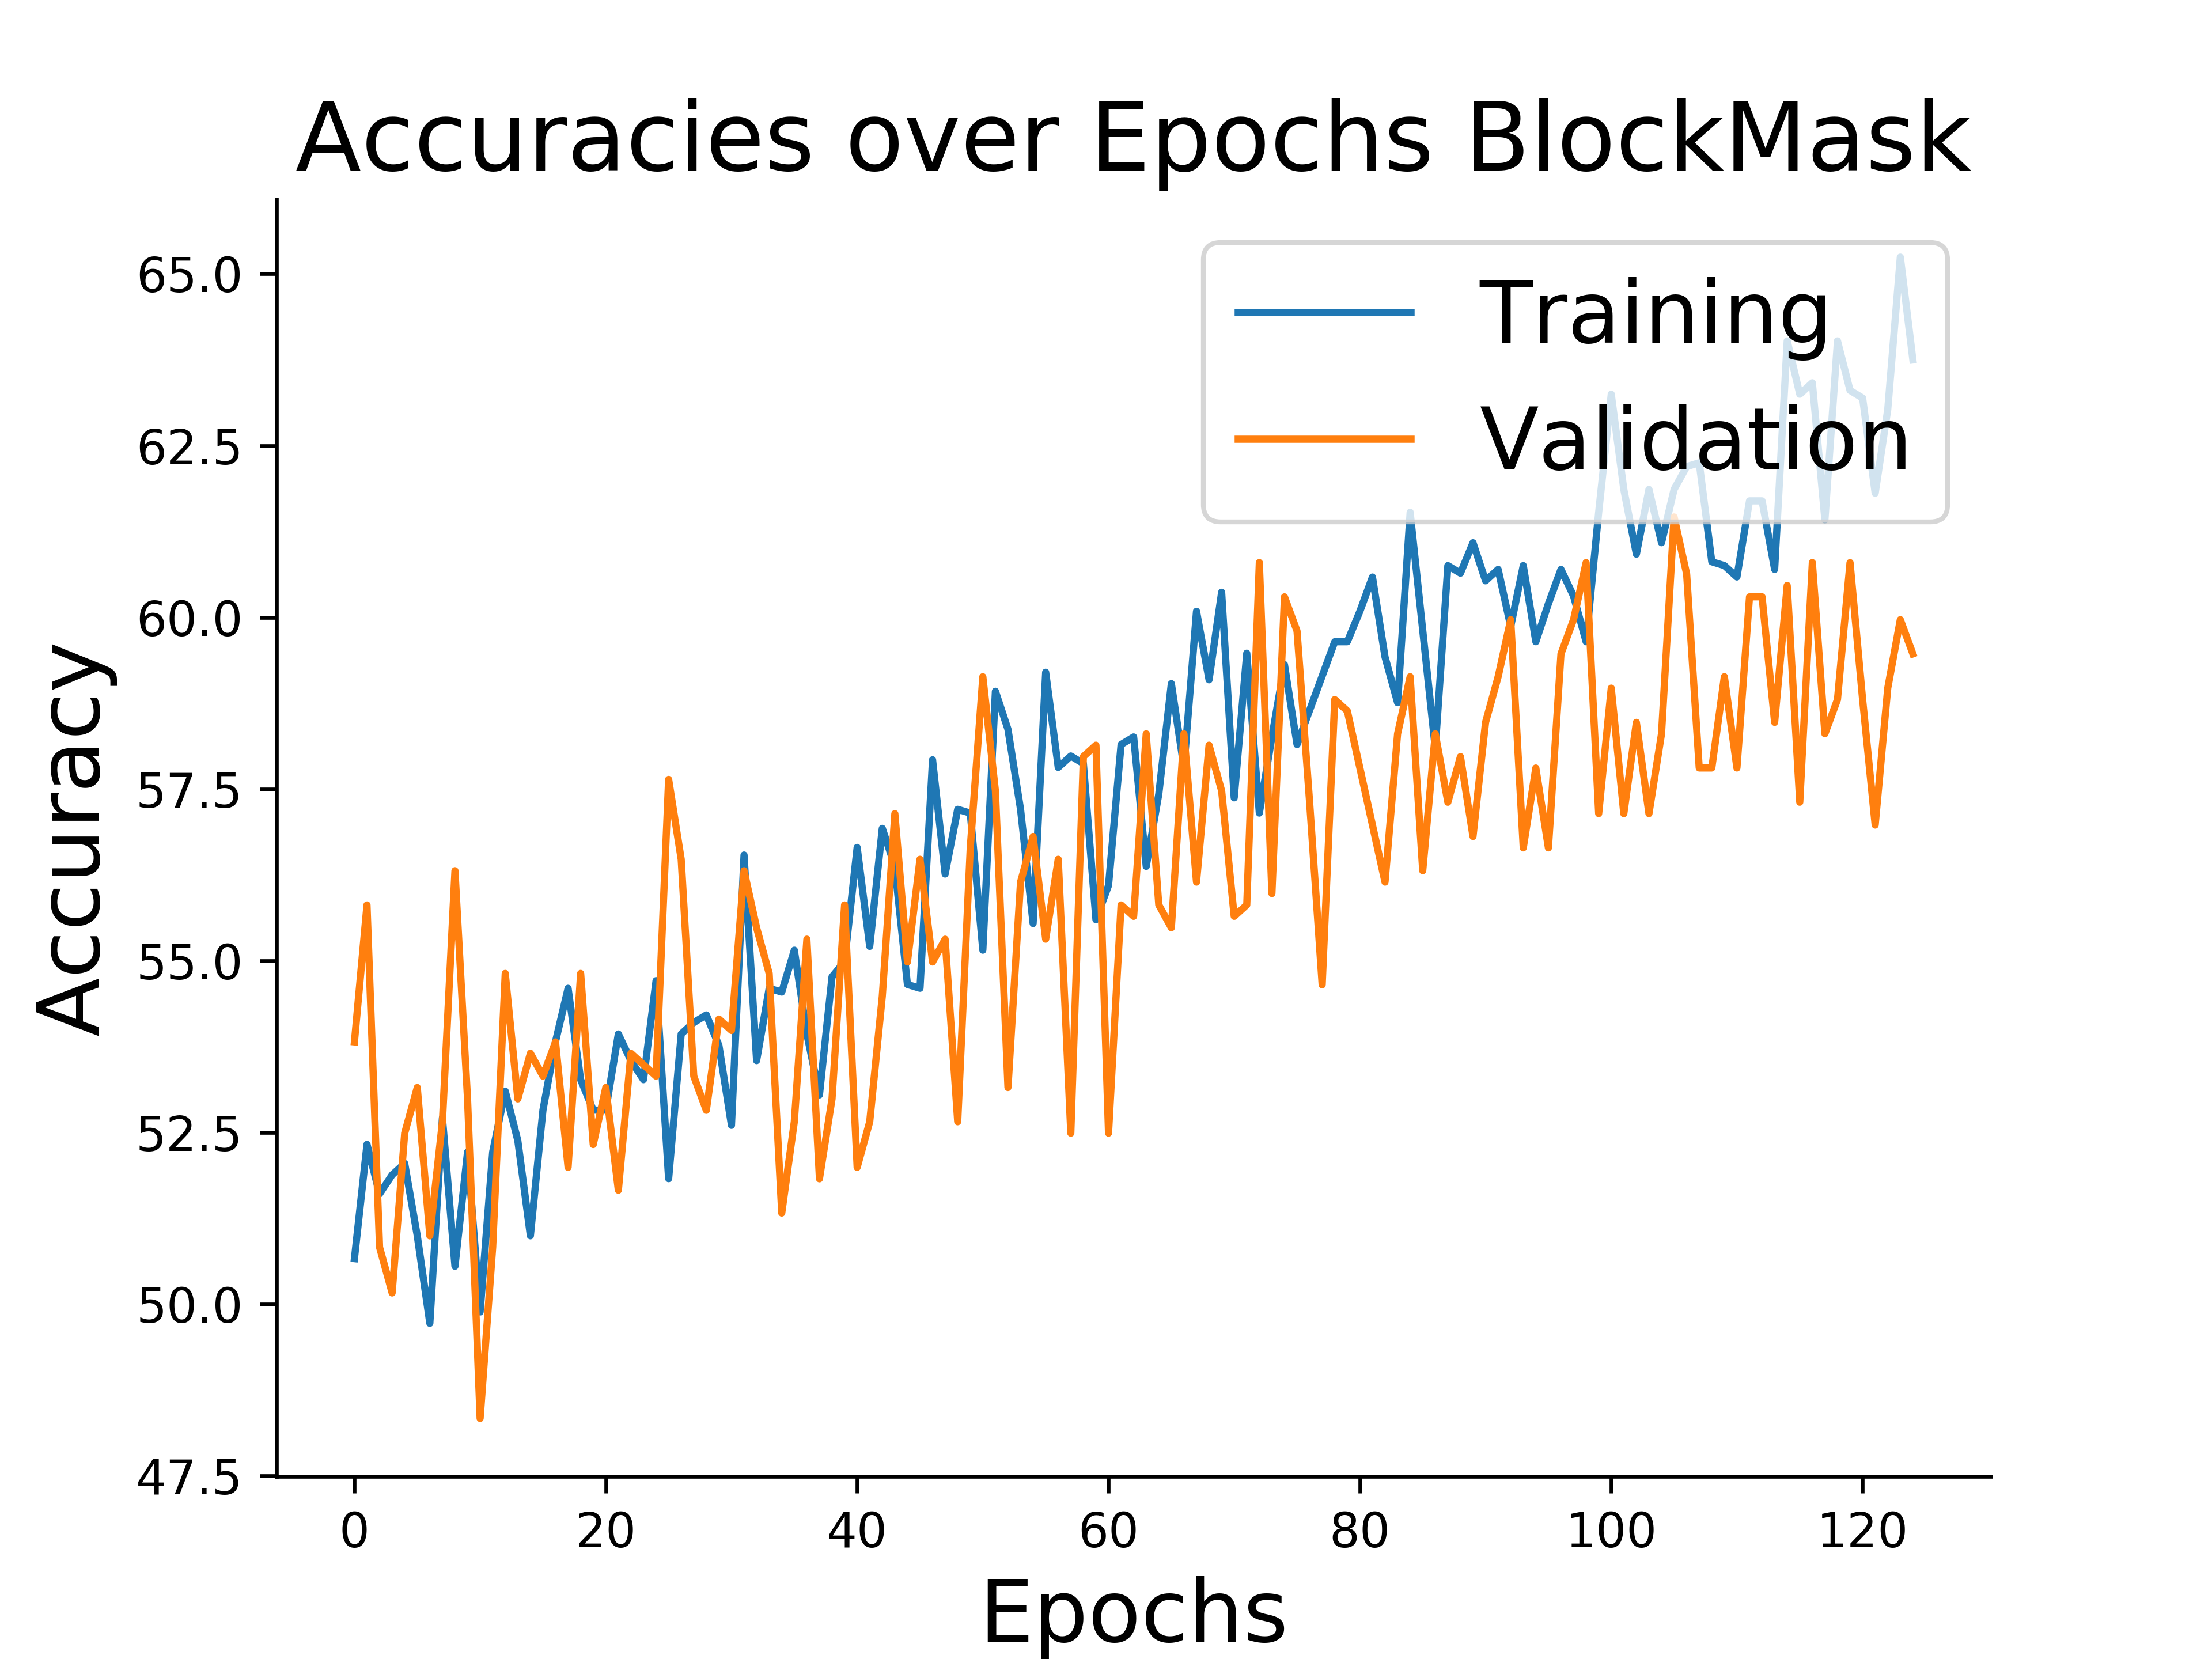 Accuracies over Epochs BlockMask
Training
Validation
Accuracy
65.0
62.5
60.0
57.5
55.0
52.5
50.0
47.5
0 20 40 60 80 100 120
Epochs